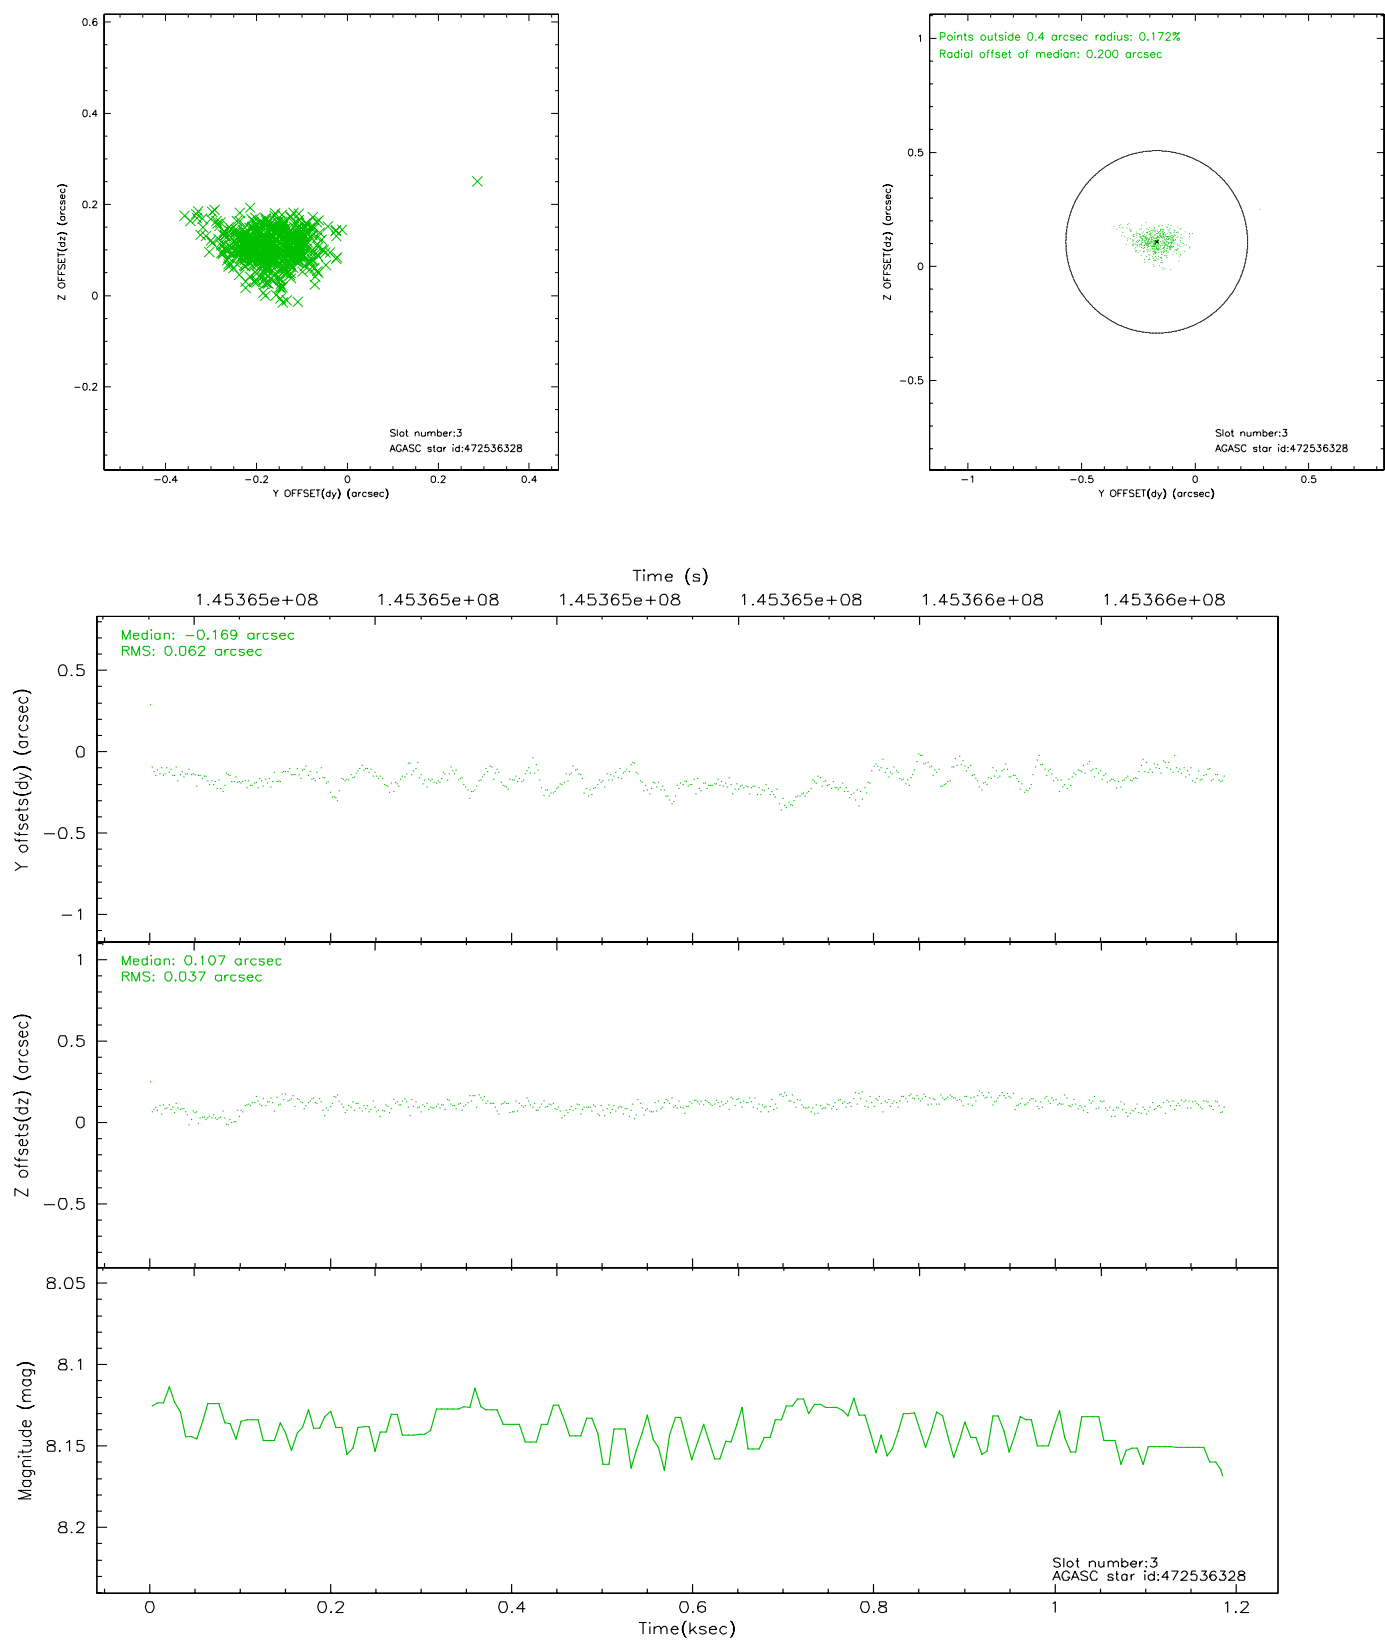 0.6
0.4
0.2
0
−0.2
Z OFFSET(dz) (arcsec)
Slot number:3
AGASC star id:472536328
−0.4 −0.2 0 0.2 0.4
Y OFFSET(dy) (arcsec)
Points outside 0.4 arcsec radius: 0.172%
Radial offset of median: 0.200 arcsec
1
0.5
0
−0.5
Z OFFSET(dz) (arcsec)
Slot number:3
AGASC star id:472536328
−1 −0.5 0 0.5
Y OFFSET(dy) (arcsec)
Time (s)
1.45365e+08 1.45365e+08 1.45365e+08 1.45365e+08 1.45366e+08 1.45366e+08
Median: −0.169 arcsec
RMS: 0.062 arcsec
0.5
0
−0.5
−1
Y offsets(dy) (arcsec)
Median: 0.107 arcsec
RMS: 0.037 arcsec
1
0.5
0
−0.5
Z offsets(dz) (arcsec)
8.05
8.1
8.15
8.2
Magnitude (mag)
Slot number:3
AGASC star id:472536328
0 0.2 0.4 0.6 0.8 1 1.2
Time(ksec)